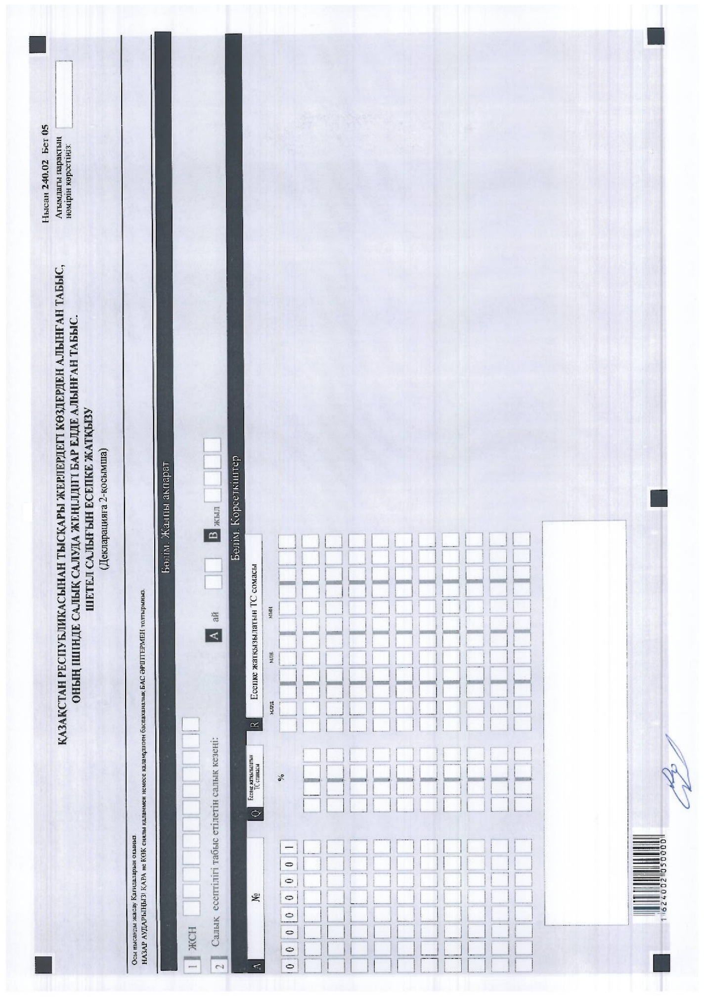 Нысан 240.02 Бет 05
Ағымдағы парақтың
нөмірін көрсетіңіз:
ҚАЗАҚСТАН РЕСПУБЛИКАСЫНАН ТЫСҚАРЫ ЖЕРЛЕРДЕГІ КӨЗДЕРДЕН АЛЫНҒАН ТАБЫС,
ОНЫҢ ІШІНДЕ САЛЫҚ САЛУДА ЖЕҢІЛДІГІ БАР ЕЛДЕ АЛЫНҒАН ТАБЫС.
ШЕТЕЛ САЛЫҒЫН ЕСЕПКЕ ЖАТҚЫЗУ
(Декларацияға 2-қосымша)
Осы нысанды жасау Қағидаларын оқыңыз
НАЗАР АУДАРЫҢЫЗ! ҚАРА не КӨК сиялы қаламмен немесе қаламұшпен баспаханалық БАС ӘРІПТЕРМЕН толтырыңыз.
Бөлім. Жалпы ақпарат
1 ЖСН
2 Салық есептілігі табыс етілетін салық кезеңі: A ай B жыл
Бөлім. Көрсеткіштер
A № Q Есепке жатқызылатын ТС ставкасы R Есепке жатқызылатын ТС сомасы
% млрд. млн. мың
0 0 0 0 0 0 0 1
1 624002 050000